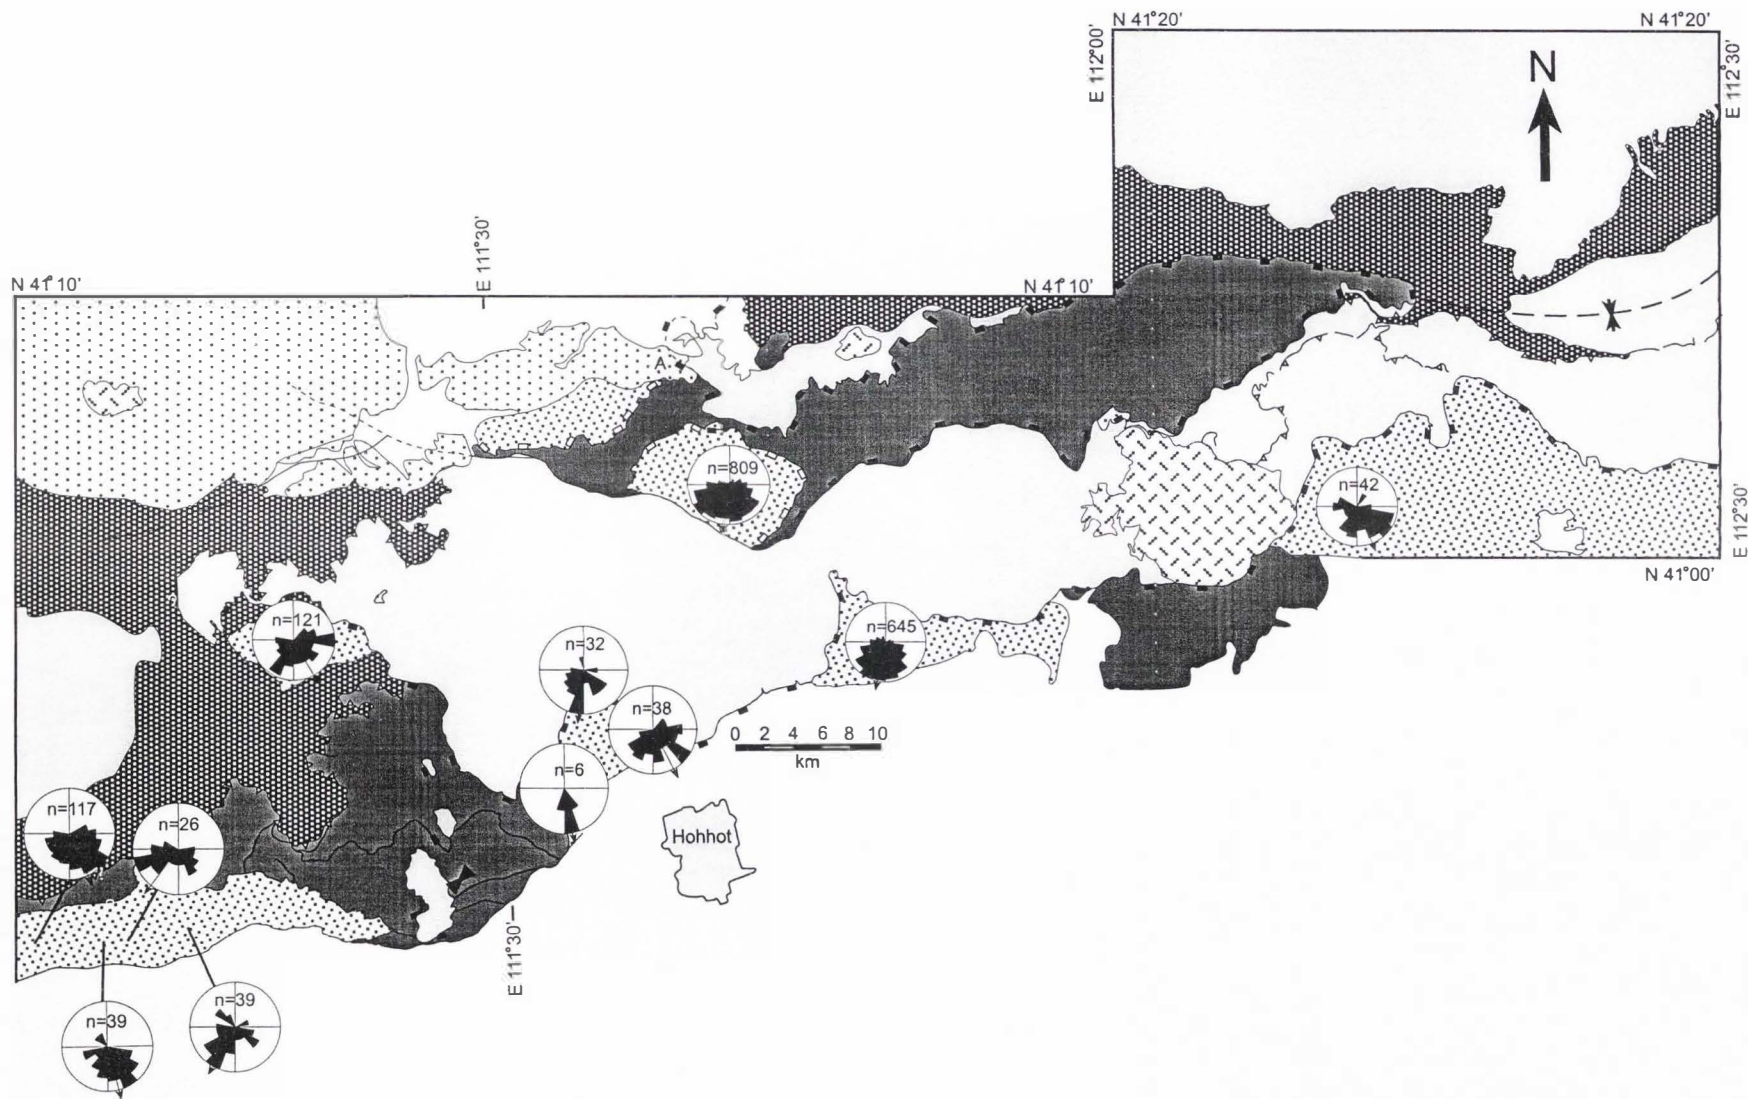 N 41°20'
N 41°20'
E 112°00'
E 112°30'
N
E 111°30'
N 41°10'
N 41°10'
A
n=809
n=42
E 112°30'
N 41°00'
n=121
n=32
n=645
A
n=38
0 2 4 6 8 10
km
n=6
n=117
n=26
Hohhot
E 111°30'
n=39
n=39